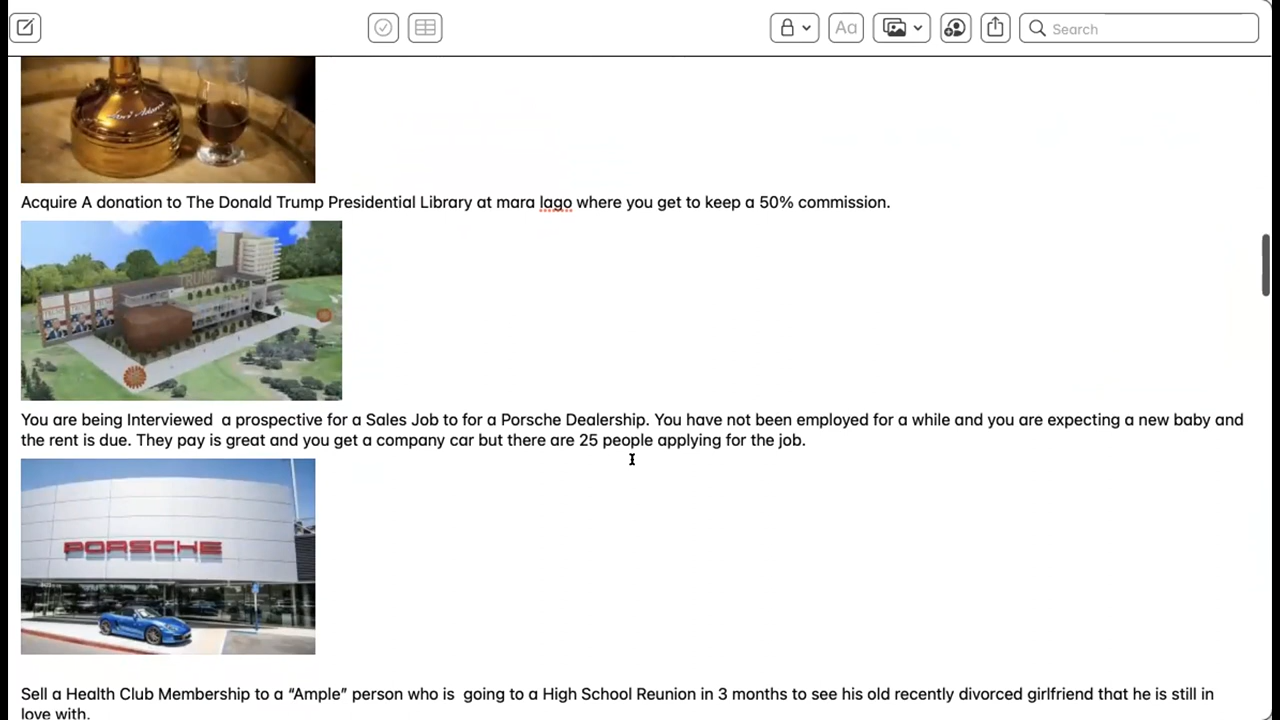 Aa
Search
Sam Adams
Acquire A donation to The Donald Trump Presidential Library at mara lago where you get to keep a 50% commission.
TRUMP
You are being Interviewed  a prospective for a Sales Job to for a Porsche Dealership. You have not been employed for a while and you are expecting a new baby and
the rent is due. They pay is great and you get a company car but there are 25 people applying for the job.
PORSCHE
Sell a Health Club Membership to a “Ample” person who is  going to a High School Reunion in 3 months to see his old recently divorced girlfriend that he is still in
love with.